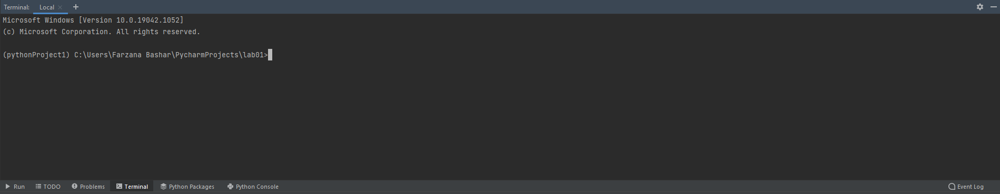 Terminal: Local × +
Microsoft Windows [Version 10.0.19042.1052]
(c) Microsoft Corporation. All rights reserved.
(pythonProject1) C:\Users\Farzana Bashar\PycharmProjects\lab01>
Run TODO Problems Terminal Python Packages Python Console Event Log